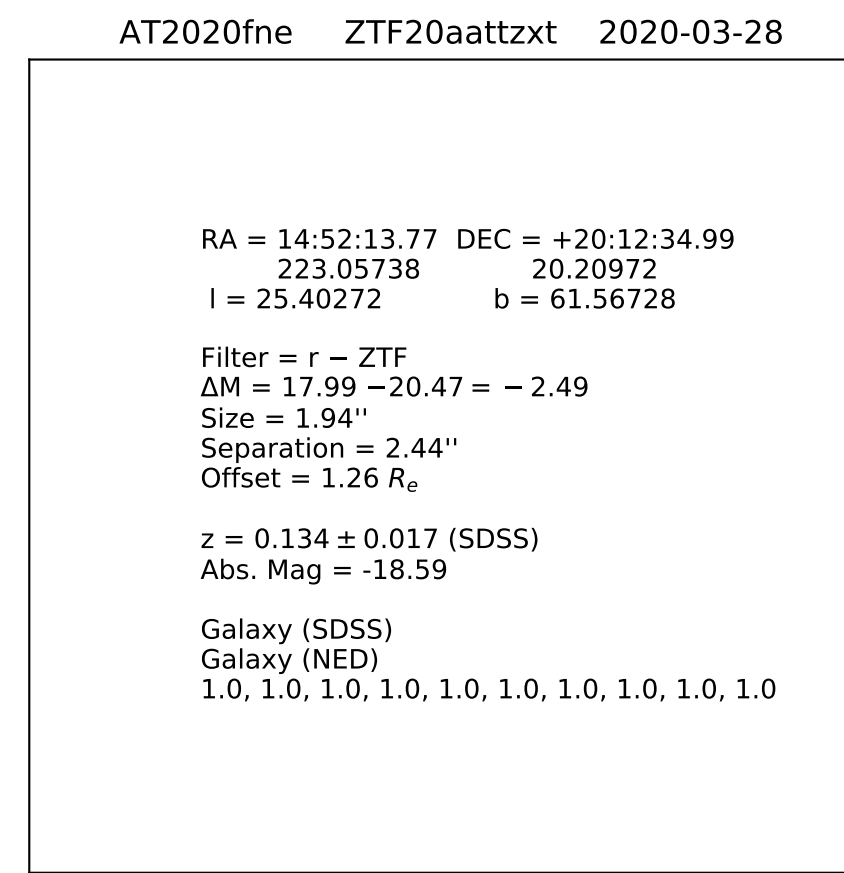 AT2020fne ZTF20aattzxt 2020-03-28
RA = 14:52:13.77 DEC = +20:12:34.99
223.05738 20.20972
l = 25.40272 b = 61.56728
Filter = r − ZTF
ΔM = 17.99 −20.47 = − 2.49
Size = 1.94''
Separation = 2.44''
Offset = 1.26 Rₑ
z = 0.134 ± 0.017 (SDSS)
Abs. Mag = -18.59
Galaxy (SDSS)
Galaxy (NED)
1.0, 1.0, 1.0, 1.0, 1.0, 1.0, 1.0, 1.0, 1.0, 1.0